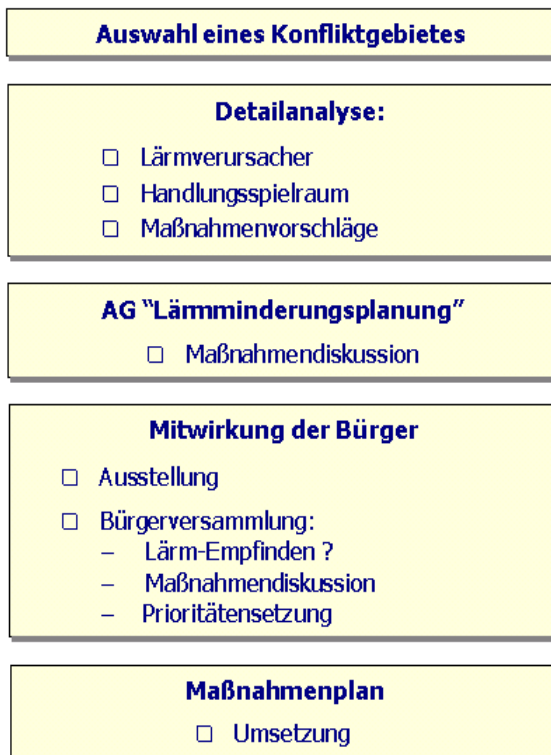 Auswahl eines Konfliktgebietes
Detailanalyse:
Lärmverursacher
Handlungsspielraum
Maßnahmenvorschläge
AG “Lärmminderungsplanung”
Maßnahmendiskussion
Mitwirkung der Bürger
Ausstellung
Bürgerversammlung:
– Lärm-Empfinden ?
– Maßnahmendiskussion
– Prioritätensetzung
Maßnahmenplan
Umsetzung